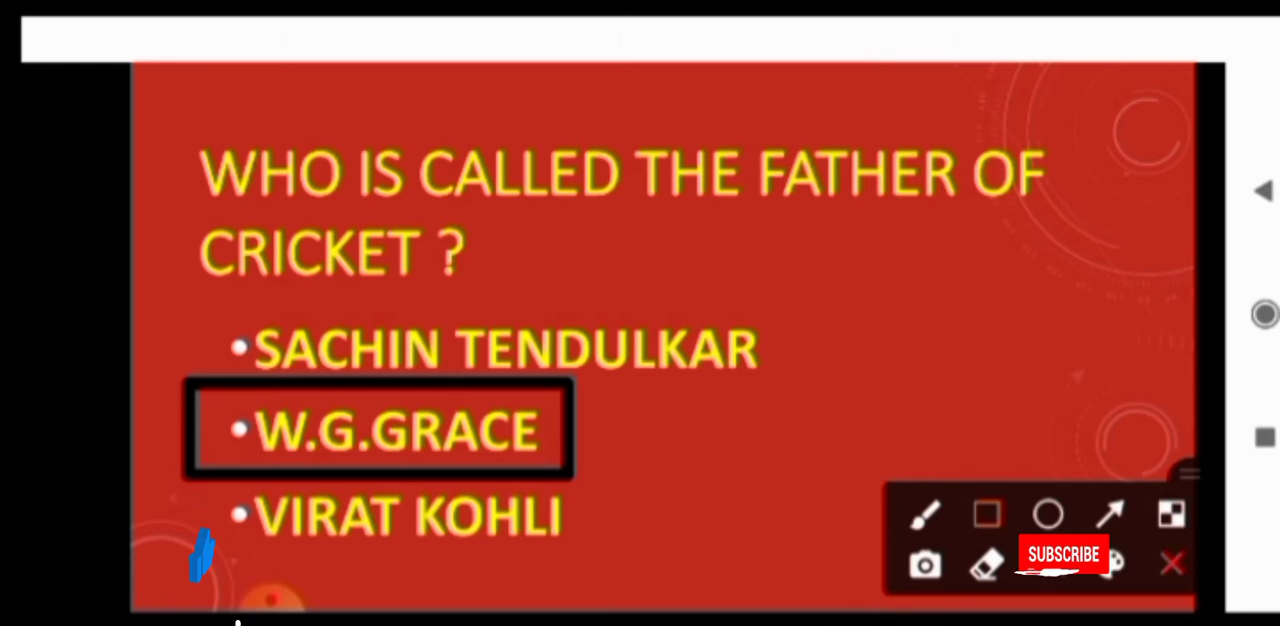 WHO IS CALLED THE FATHER OF
CRICKET ?
•SACHIN TENDULKAR
•W.G.GRACE
•VIRAT KOHLI
SUBSCRIBE